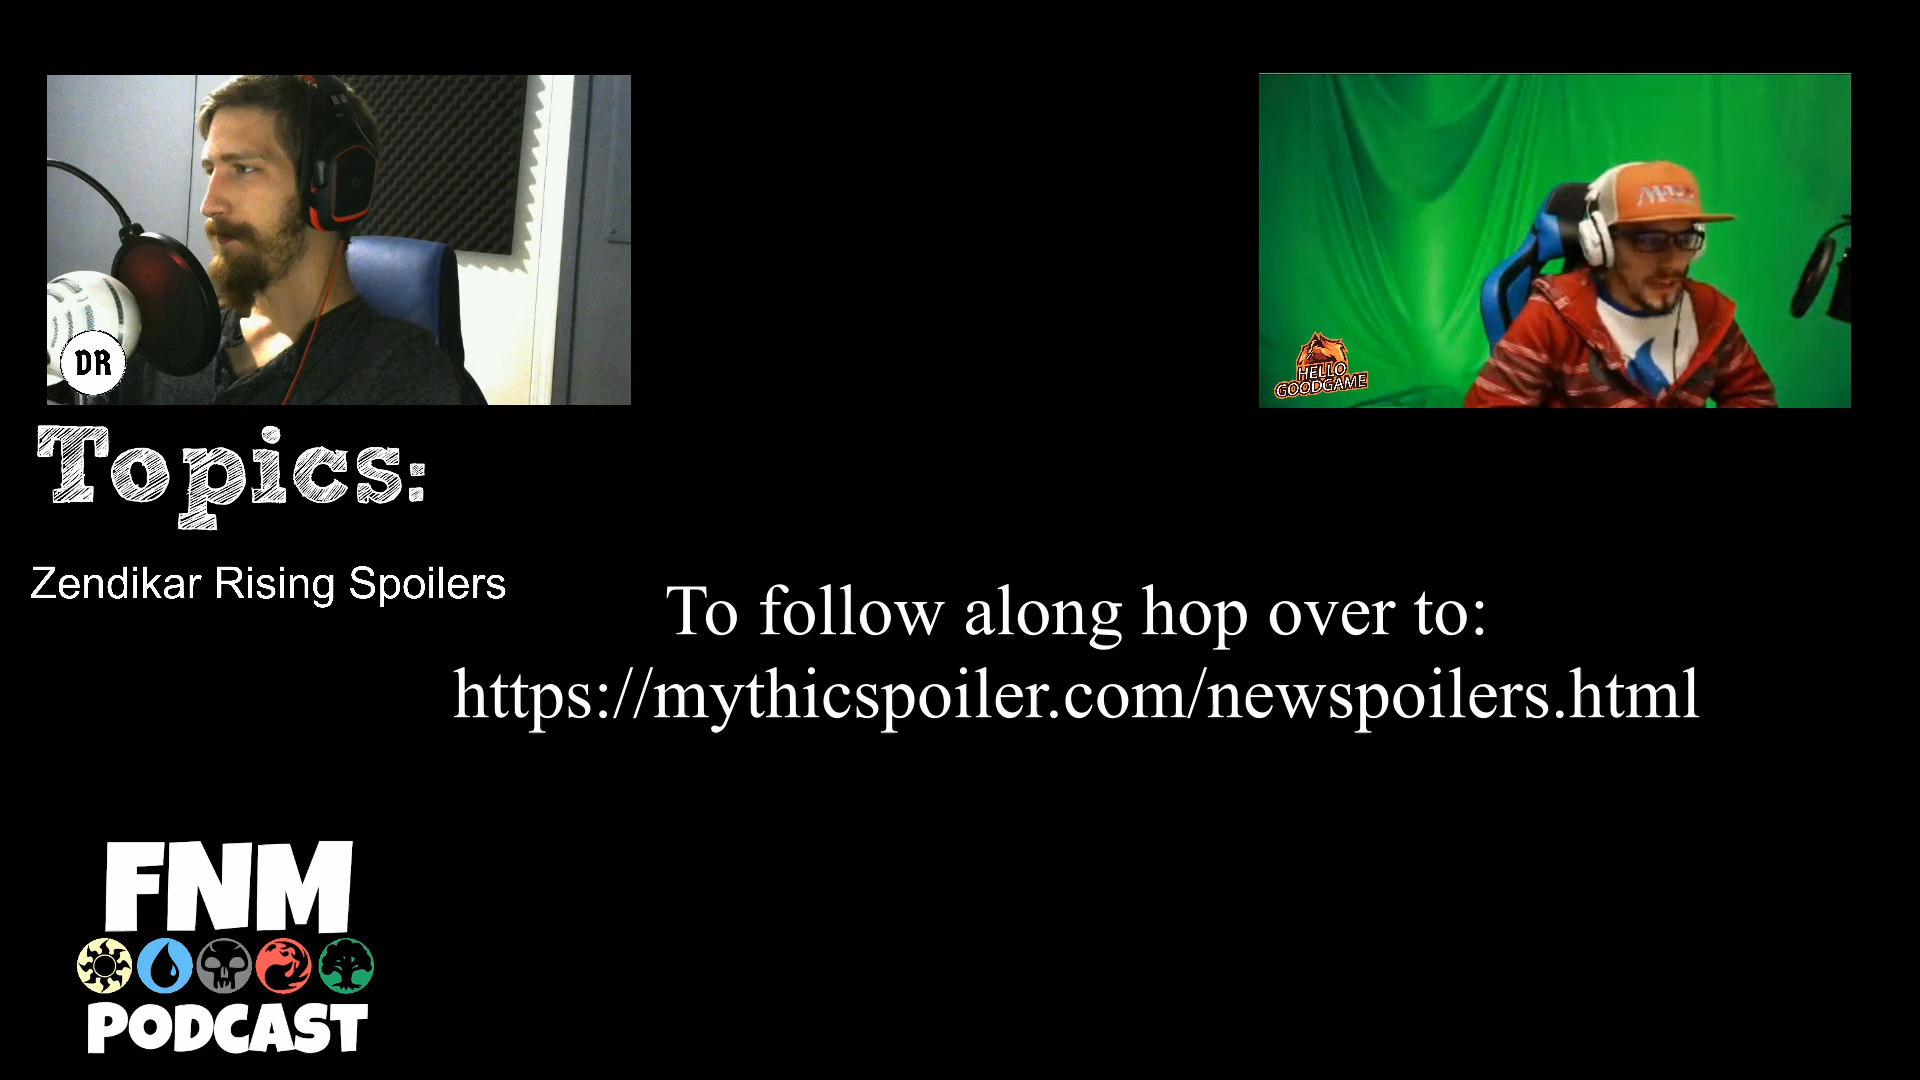 DR
HELLO
GOODGAME
Topics:
Zendikar Rising Spoilers
To follow along hop over to:
https://mythicspoiler.com/newspoilers.html
FNM
PODCAST